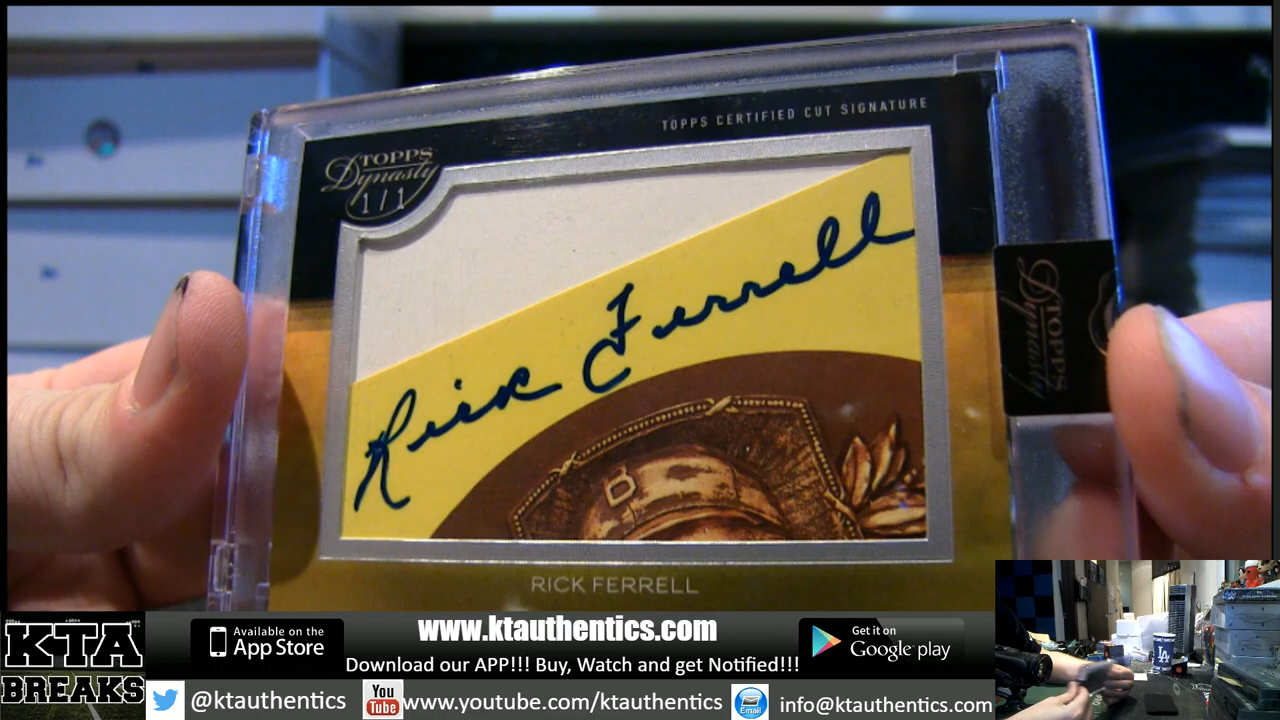 TOPPS CERTIFIED CUT SIGNATURE
TOPPS
Dynasty
1/1
Rick Ferrell
TOPPS
Dynasty
RICK FERRELL
KTA
BREAKS
Available on the
App Store
www.ktauthentics.com
Get it on
Google play
Download our APP!!! Buy, Watch and get Notified!!!
@ktauthentics
You
Tube
www.youtube.com/ktauthentics
Email
info@ktauthentics.com
LA